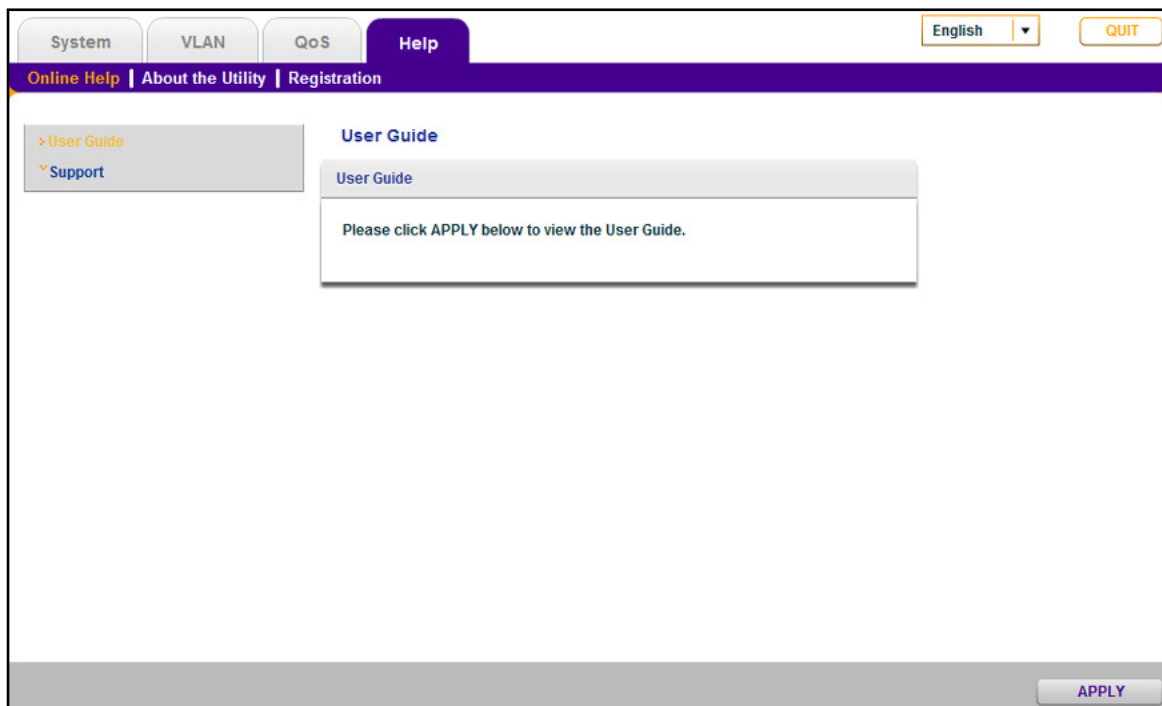 System VLAN QoS Help English QUIT
Online Help | About the Utility | Registration
User Guide
Support
User Guide
User Guide
Please click APPLY below to view the User Guide.
APPLY